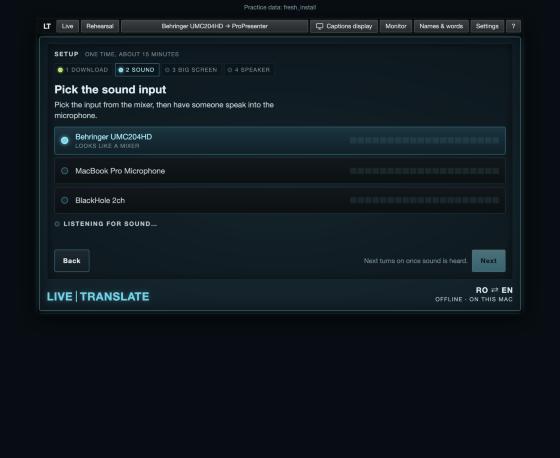 Practice data: fresh_install
LT Live Rehearsal Behringer UMC204HD → ProPresenter Captions display Monitor Names & words Settings ?
SETUP ONE TIME, ABOUT 15 MINUTES
1 DOWNLOAD 2 SOUND 3 BIG SCREEN 4 SPEAKER
Pick the sound input
Pick the input from the mixer, then have someone speak into the
microphone.
Behringer UMC204HD
LOOKS LIKE A MIXER
MacBook Pro Microphone
BlackHole 2ch
LISTENING FOR SOUND...
Back Next turns on once sound is heard. Next
LIVE|TRANSLATE
RO ⇄ EN
OFFLINE · ON THIS MAC